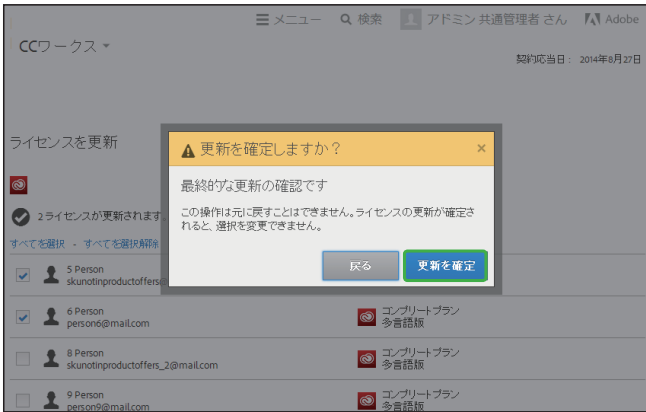 メニュー 検索 アドミン 共通管理者 さん Adobe
CCワークス
契約応当日： 2014年8月27日
ライセンスを更新
更新を確定しますか？ ×
最終的な更新の確認です
この操作は元に戻すことはできません。ライセンスの更新が確定さ
れると、選択を変更できません。
戻る 更新を確定
2ライセンスが更新されます
すべてを選択 - すべてを選択解除
5 Person
skunotinproductoffers
6 Person
person6@mail.com
コンプリートプラン
多言語版
8 Person
skunotinproductoffers_2@mail.com
コンプリートプラン
多言語版
9 Person
person9@mail.com
コンプリートプラン
多言語版